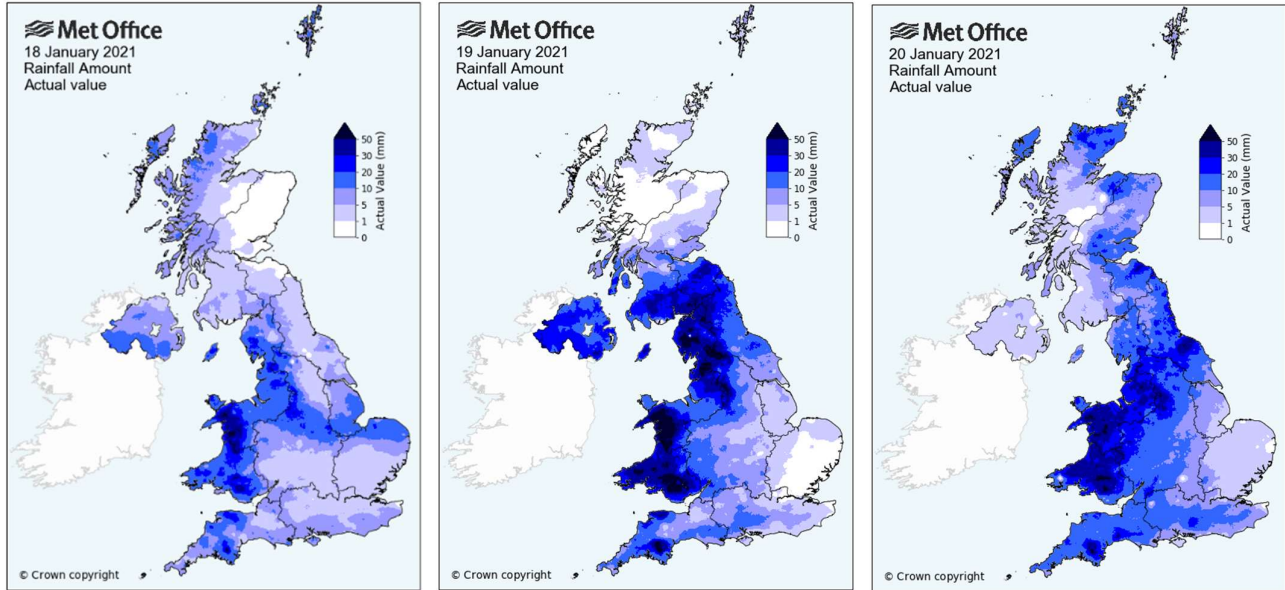 Met Office
18 January 2021
Rainfall Amount
Actual value
50
30
20
10
5
1
0
Actual Value (mm)
© Crown copyright
Met Office
19 January 2021
Rainfall Amount
Actual value
50
30
20
10
5
1
0
Actual Value (mm)
© Crown copyright
Met Office
20 January 2021
Rainfall Amount
Actual value
50
30
20
10
5
1
0
Actual Value (mm)
© Crown copyright